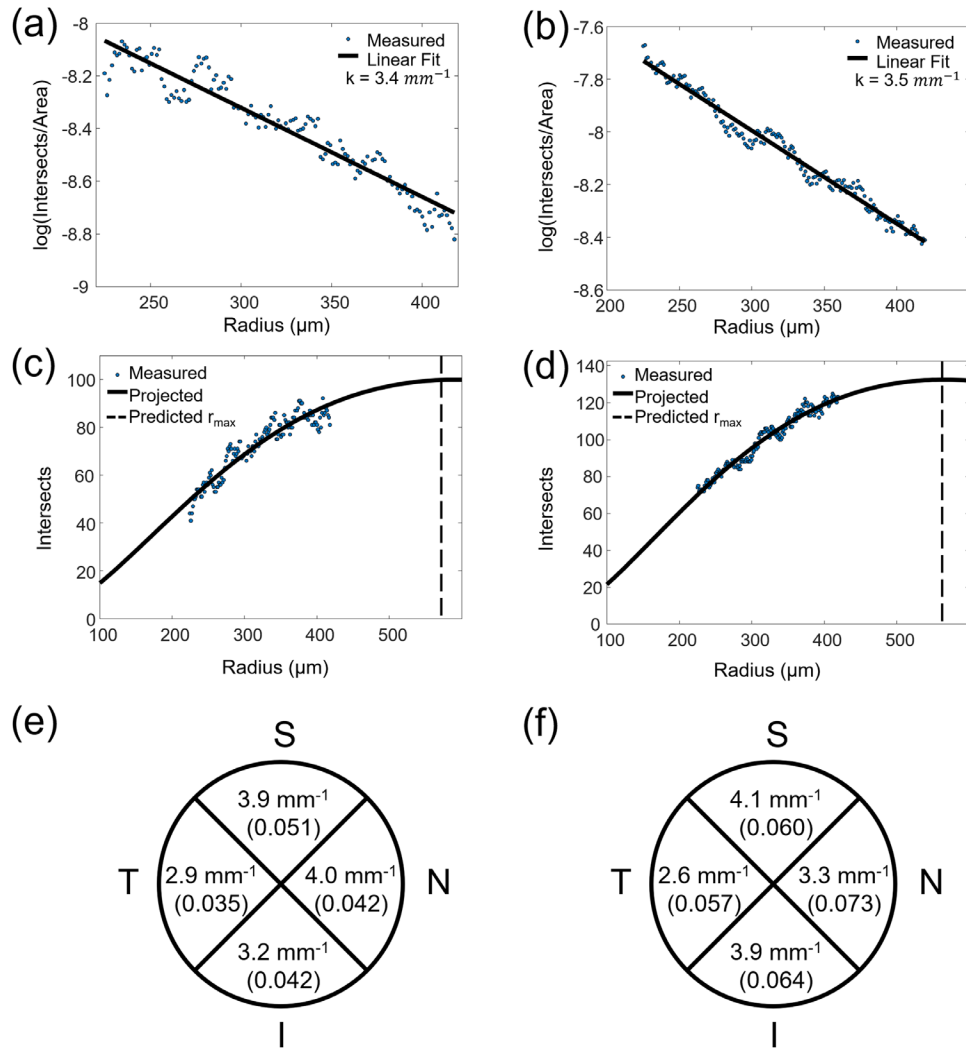 (a)
-8
-8.2
-8.4
-8.6
-8.8
-9
log(Intersects/Area)
Measured
Linear Fit
k = 3.4 mm⁻¹
250
300
350
400
Radius (µm)
(b)
-7.6
-7.8
-8
-8.2
-8.4
-8.6
log(Intersects/Area)
Measured
Linear Fit
k = 3.5 mm⁻¹
200
250
300
350
400
Radius (µm)
(c)
100
80
60
40
20
0
Intersects
Measured
Projected
Predicted rmax
100
200
300
400
500
Radius (µm)
(d)
140
120
100
80
60
40
20
0
Intersects
Measured
Projected
Predicted rmax
100
200
300
400
500
Radius (µm)
(e)
S
3.9 mm⁻¹
(0.051)
T
2.9 mm⁻¹
(0.035)
4.0 mm⁻¹
(0.042)
N
3.2 mm⁻¹
(0.042)
I
(f)
S
4.1 mm⁻¹
(0.060)
T
2.6 mm⁻¹
(0.057)
3.3 mm⁻¹
(0.073)
N
3.9 mm⁻¹
(0.064)
I